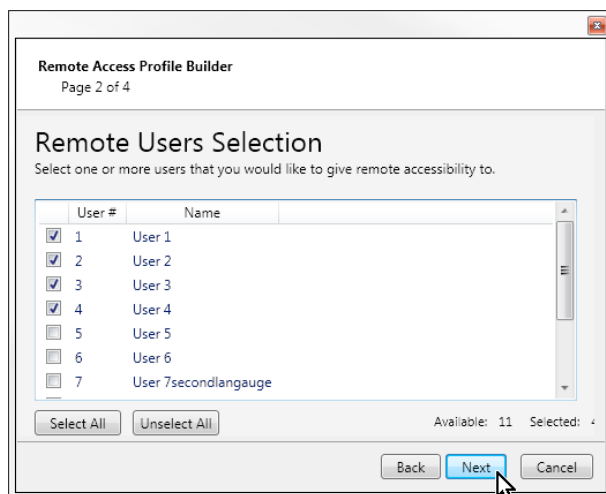 Remote Access Profile Builder
Page 2 of 4
Remote Users Selection
Select one or more users that you would like to give remote accessibility to.
User # Name
1 User 1
2 User 2
3 User 3
4 User 4
5 User 5
6 User 6
7 User 7secondlangauge
Select All Unselect All Available: 11 Selected:
Back Next Cancel